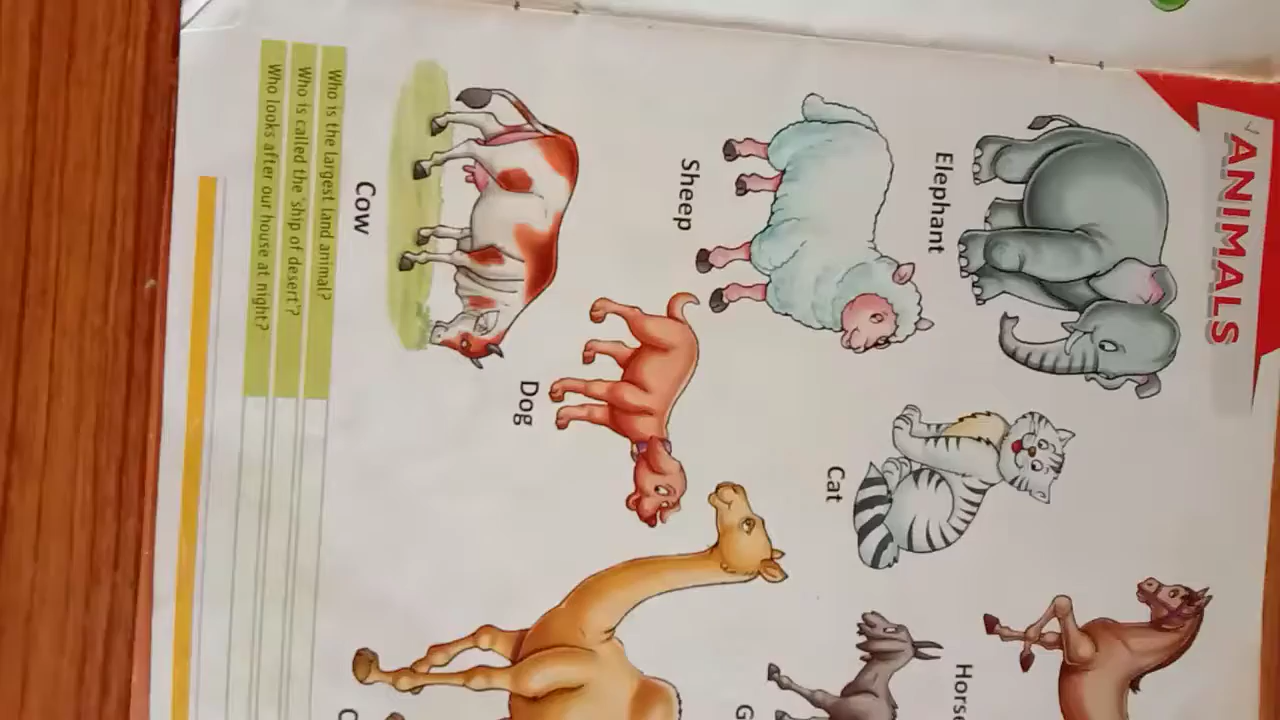 ANIMALS
Elephant
Cat
Sheep
Dog
Cow
Who is the largest land animal?
Who is called the 'ship of desert'?
Who looks after our house at night?